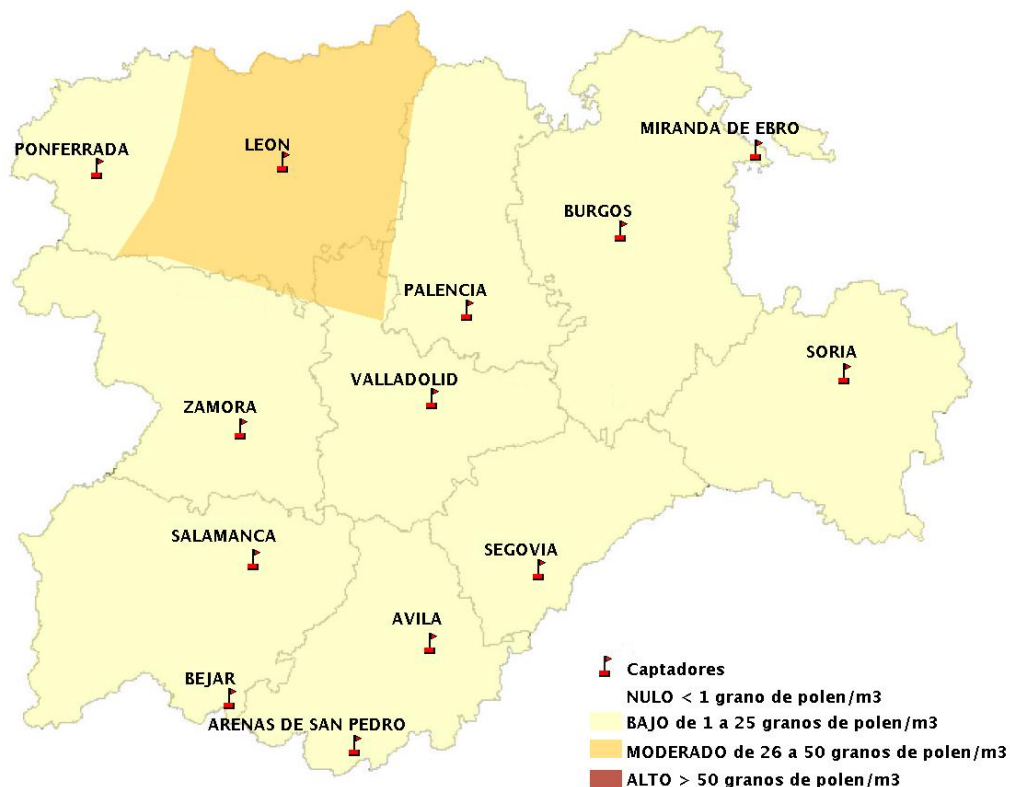 MIRANDA DE EBRO
PONFERRADA
LEON
BURGOS
PALENCIA
SORIA
VALLADOLID
ZAMORA
SALAMANCA
SEGOVIA
AVILA
BEJAR
ARENAS DE SAN PEDRO
Captadores
NULO < 1 grano de polen/m3
BAJO de 1 a 25 granos de polen/m3
MODERADO de 26 a 50 granos de polen/m3
ALTO > 50 granos de polen/m3